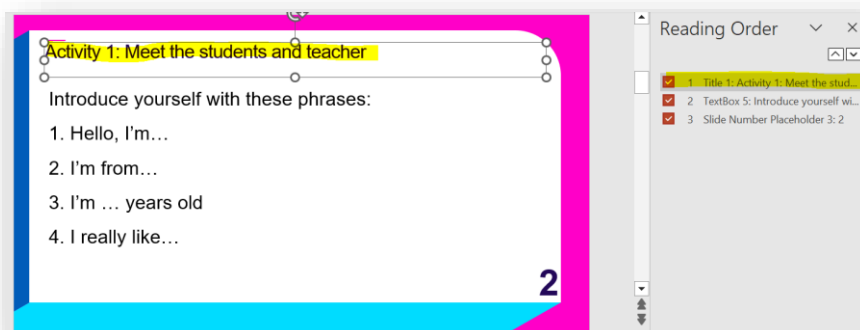 Activity 1: Meet the students and teacher
Introduce yourself with these phrases:
1. Hello, I’m…
2. I’m from…
3. I’m … years old
4. I really like…
2
Reading Order
1 Title 1: Activity 1: Meet the stud...
2 TextBox 5: Introduce yourself wi...
3 Slide Number Placeholder 3: 2